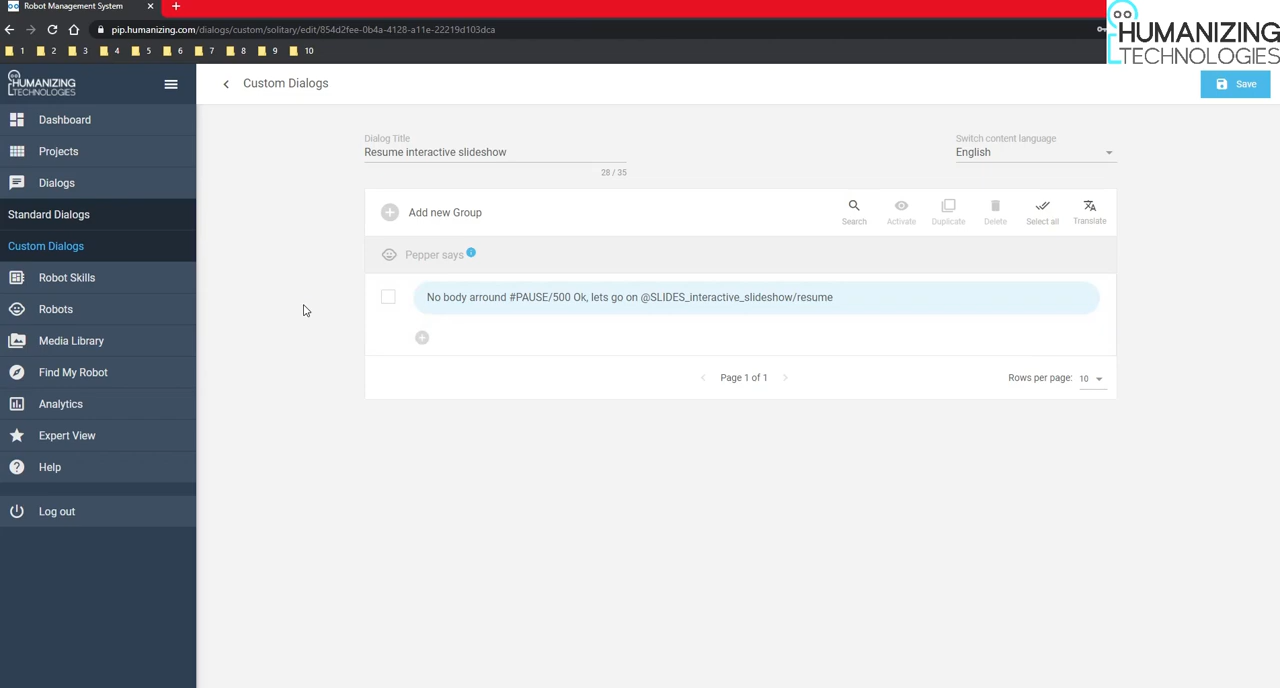 Robot Management System
pip.humanizing.com/dialogs/custom/solitary/edit/854d2fee-0b4a-4128-a11e-22219d103dca
1 2 3 4 5 6 7 8 9 10
HUMANIZING
TECHNOLOGIES
HUMANIZING
TECHNOLOGIES
Custom Dialogs
Save
Dashboard
Projects
Dialogs
Standard Dialogs
Custom Dialogs
Robot Skills
Robots
Media Library
Find My Robot
Analytics
Expert View
Help
Log out
Dialog Title
Resume interactive slideshow
28 / 35
Switch content language
English
Add new Group
Search
Activate
Duplicate
Delete
Select all
Translate
Pepper says
No body arround #PAUSE/500 Ok, lets go on @SLIDES_interactive_slideshow/resume
Page 1 of 1
Rows per page: 10